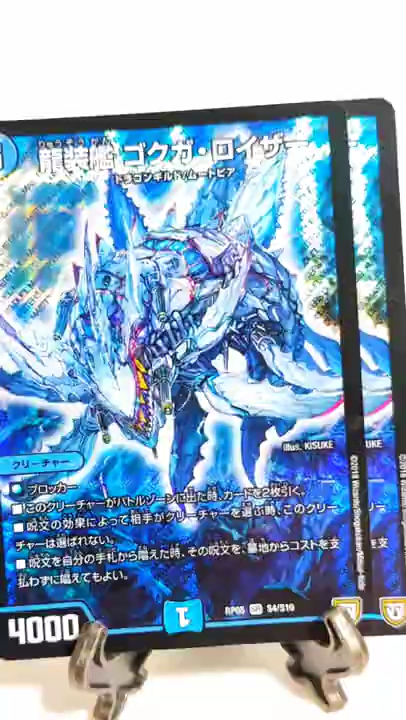 龍装艦 ゴクガ・ロイザー
ドラゴンギルド/ムートピア
illus. KISUKE
クリーチャー
ブロッカー
■このクリーチャーがバトルゾーンに出た時、カードを2枚引く。
■呪文の効果によって相手がクリーチャーを選ぶ時、このクリー
チャーは選ばれない。
■呪文を自分の手札から唱えた時、その呪文を、墓地からコストを支
払わずに唱えてもよい。
4000
1
RP05 SR S4/S10
UKE